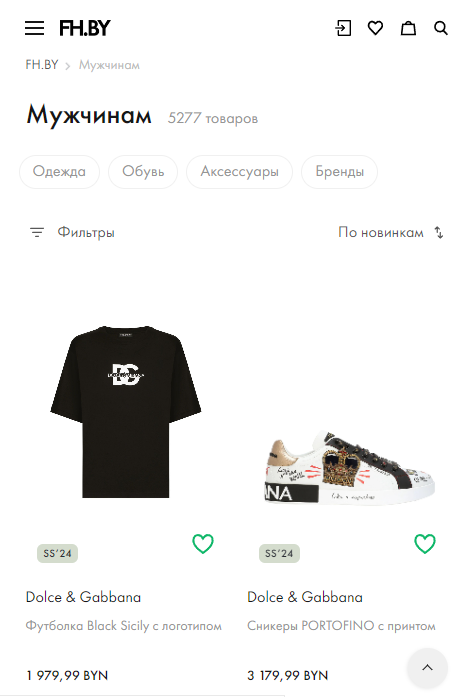 FH.BY
FH.BY > Мужчинам
Мужчинам 5277 товаров
Одежда Обувь Аксессуары Бренды
Фильтры По новинкам
DG
ANA
SS'24 SS'24
Dolce & Gabbana Dolce & Gabbana
Футболка Black Sicily с логотипом Сникеры PORTOFINO с принтом
1 979,99 BYN 3 179,99 BYN